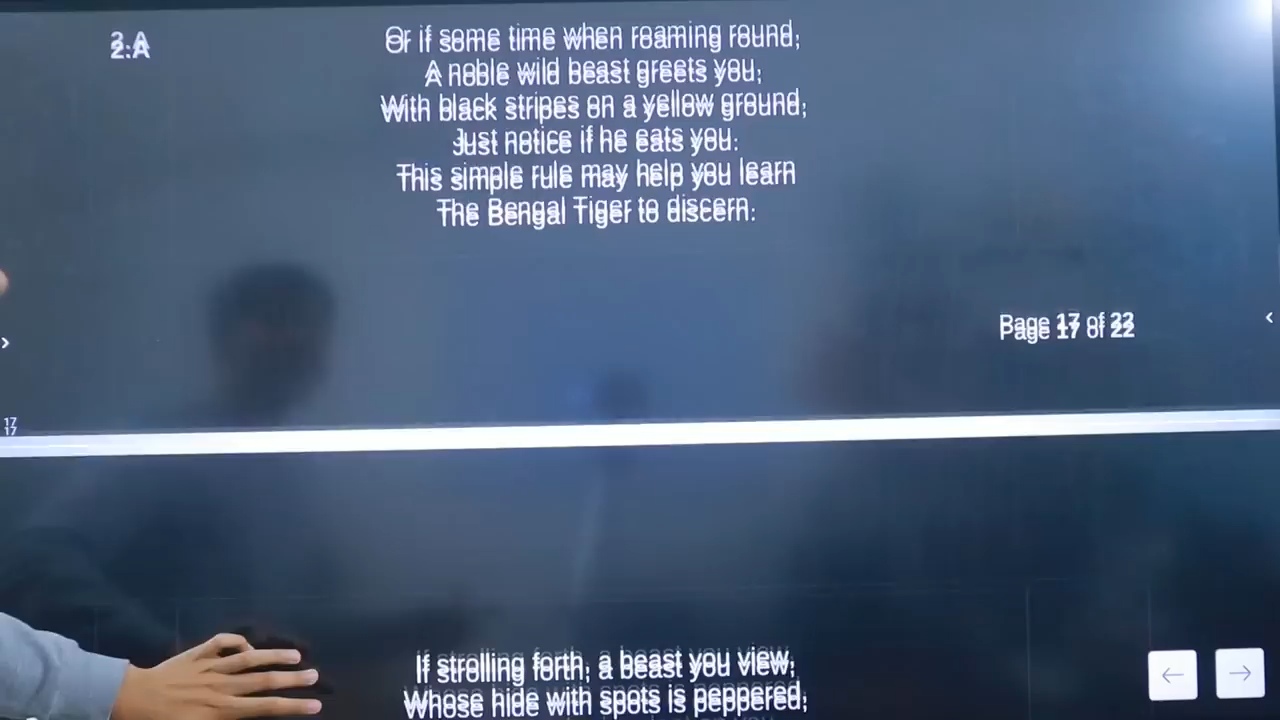 2.A
Or if some time when roaming round,
A noble wild beast greets you,
With black stripes on a yellow ground,
Just notice if he eats you.
This simple rule may help you learn
The Bengal Tiger to discern.
Page 17 of 22
17
If strolling forth, a beast you view,
Whose hide with spots is peppered,